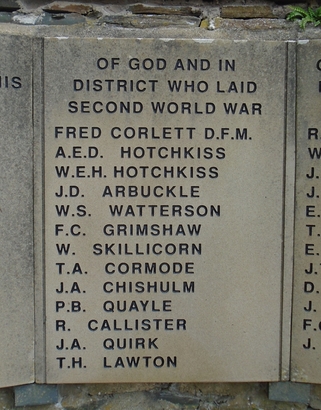 OF GOD AND IN
DISTRICT WHO LAID
SECOND WORLD WAR
FRED CORLETT D.F.M.
A.E.D. HOTCHKISS
W.E.H. HOTCHKISS
J.D. ARBUCKLE
W.S. WATTERSON
F.C. GRIMSHAW
W. SKILLICORN
T.A. CORMODE
J.A. CHISHULM
P.B. QUAYLE
R. CALLISTER
J.A. QUIRK
T.H. LAWTON